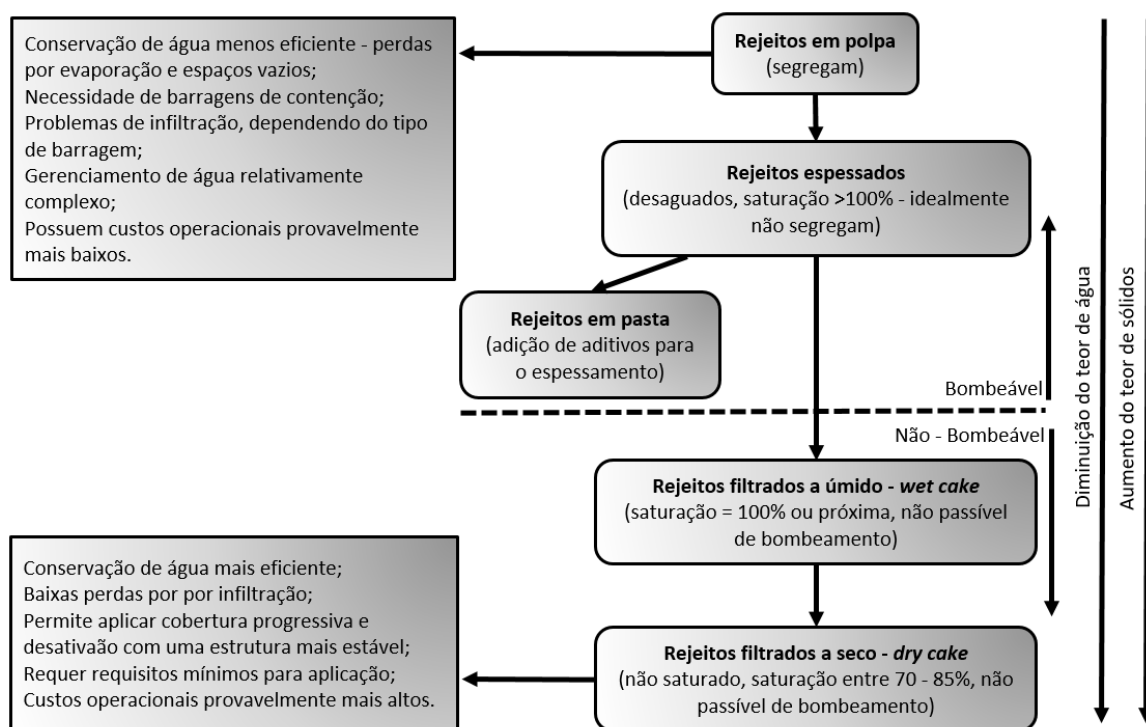 Conservação de água menos eficiente - perdas
por evaporação e espaços vazios;
Necessidade de barragens de contenção;
Problemas de infiltração, dependendo do tipo
de barragem;
Gerenciamento de água relativamente
complexo;
Possuem custos operacionais provavelmente
mais baixos.
Rejeitos em polpa
(segregam)
Rejeitos espessados
(desaguados, saturação >100% - idealmente
não segregam)
Rejeitos em pasta
(adição de aditivos para
o espessamento)
Bombeável
Não - Bombeável
Diminuição do teor de água
Aumento do teor de sólidos
Rejeitos filtrados a úmido - wet cake
(saturação = 100% ou próxima, não passível
de bombeamento)
Conservação de água mais eficiente;
Baixas perdas por por infiltração;
Permite aplicar cobertura progressiva e
desativaão com uma estrutura mais estável;
Requer requisitos mínimos para aplicação;
Custos operacionais provavelmente mais altos.
Rejeitos filtrados a seco - dry cake
(não saturado, saturação entre 70 - 85%, não
passível de bombeamento)